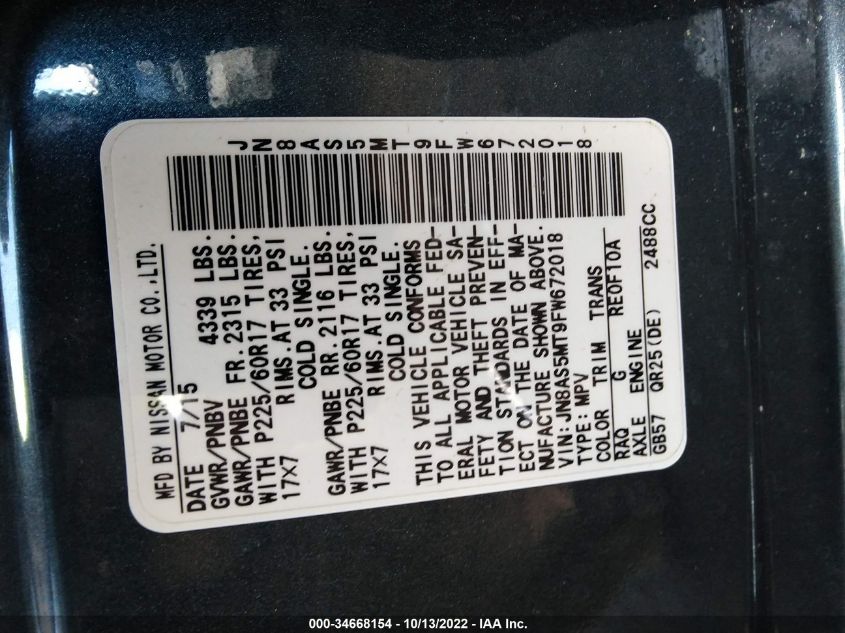 MFD BY NISSAN MOTOR CO.,LTD.
DATE 7/15
GVWR/PNBV 4339 LBS.
GAWR/PNBE FR.2315 LBS.
WITH P225/60R17 TIRES,
17X7 RIMS.AT 33 PSI
COLD SINGLE.
GAWR/PNBE RR.2116 LBS.
WITH P225/60R17 TIRES,
17X7 RIMS.AT 33 PSI
COLD SINGLE.
THIS VEHICLE CONFORMS
TO ALL APPLICABLE FED-
ERAL MOTOR VEHICLE SA-
FETY AND THEFT PREVEN-
TION STANDARDS IN EFF-
ECT ON THE DATE OF MA-
NUFACTURE SHOWN ABOVE.
VIN:JN8AS5MT9FW672018
TYPE:MPV
COLOR TRIM TRANS
RAQ G RE0F10A
AXLE ENGINE
GB57 QR25(DE) 2488CC
JN8AS5MT9FW672018
000-34668154 - 10/13/2022 - IAA Inc.